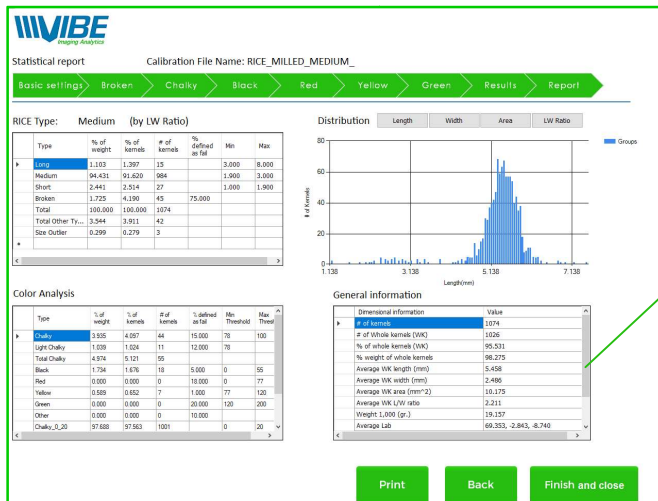 VIBE
Imaging Analytics
Statistical report Calibration File Name: RICE_MILLED_MEDIUM_
Basic settings Broken Chalky Black Red Yellow Green Results Report
RICE Type: Medium (by LW Ratio)
Type % of weight % of kernels # of kernels % defined as fail Min Max
Long 1.103 1.397 15 3.000 8.000
Medium 94.431 91.620 984 1.900 3.000
Short 2.441 2.514 27 1.000 1.900
Broken 1.725 4.190 45 75.000
Total 100.000 100.000 1074
Total Other Ty... 3.544 3.911 42
Size Outlier 0.299 0.279 3
Distribution Length Width Area LW Ratio
Groups
# of Kernels
80
60
40
20
0
1.138 3.138 5.138 7.138
Length(mm)
Color Analysis
Type % of weight % of kernels # of kernels % defined as fail Min Threshold Max Thresh
Chalky 3.935 4.097 44 15.000 78 100
Light Chalky 1.039 1.024 11 12.000 78
Total Chalky 4.974 5.121 55
Black 1.734 1.676 18 5.000 0 55
Red 0.000 0.000 0 18.000 0 77
Yellow 0.589 0.652 7 1.000 77 120
Green 0.000 0.000 0 20.000 120 200
Other 0.000 0.000 0 10.000
Chalky_0_20 97.688 97.563 1001 0 20
General information
Dimensional information Value
# of kernels 1074
# of Whole kernels (WK) 1026
% of whole kernels (WK) 95.531
% weight of whole kernels 98.275
Average WK length (mm) 5.458
Average WK width (mm) 2.486
Average WK area (mm^2) 10.175
Average WK L/W ratio 2.211
Weight 1,000 (gr.) 19.157
Average Lab 69.353, -2.843, -8.740
Print Back Finish and close